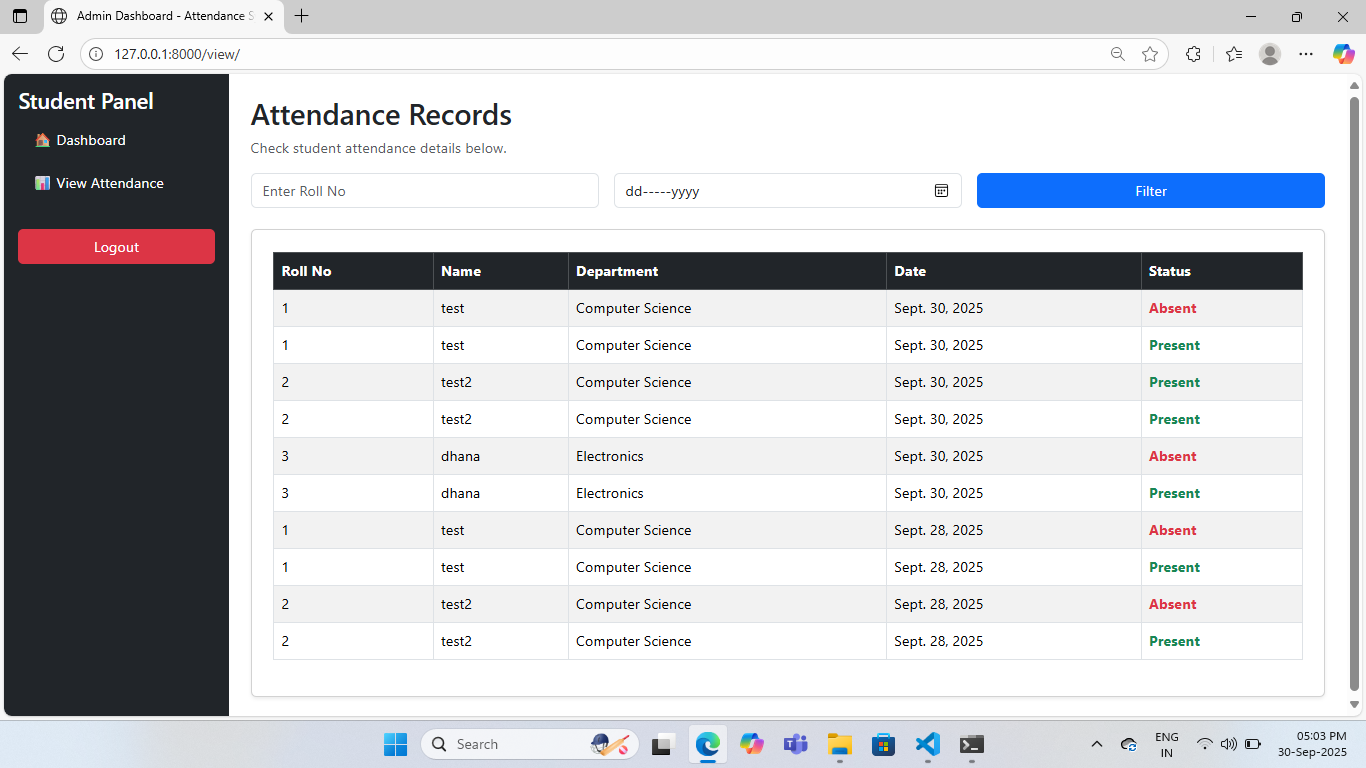 Admin Dashboard - Attendance S
127.0.0.1:8000/view/
Student Panel
Dashboard
View Attendance
Logout
Attendance Records
Check student attendance details below.
Enter Roll No
dd-----yyyy
Filter
Roll No Name Department Date Status
1 test Computer Science Sept. 30, 2025 Absent
1 test Computer Science Sept. 30, 2025 Present
2 test2 Computer Science Sept. 30, 2025 Present
2 test2 Computer Science Sept. 30, 2025 Present
3 dhana Electronics Sept. 30, 2025 Absent
3 dhana Electronics Sept. 30, 2025 Present
1 test Computer Science Sept. 28, 2025 Absent
1 test Computer Science Sept. 28, 2025 Present
2 test2 Computer Science Sept. 28, 2025 Absent
2 test2 Computer Science Sept. 28, 2025 Present
Search
ENG
IN
05:03 PM
30-Sep-2025